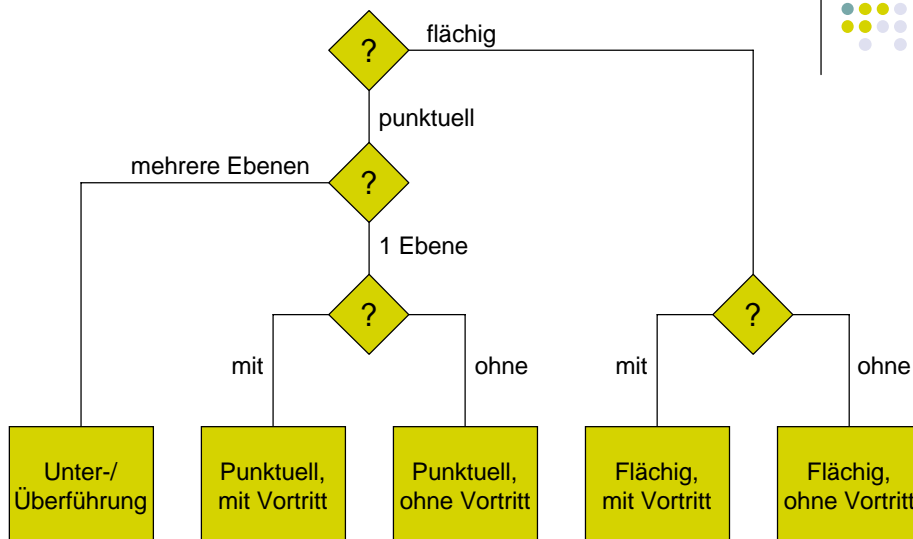 flächig
?
punktuell
mehrere Ebenen
?
1 Ebene
?
?
mit
ohne
mit
ohne
Unter-/
Überführung
Punktuell,
mit Vortritt
Punktuell,
ohne Vortritt
Flächig,
mit Vortritt
Flächig,
ohne Vortritt